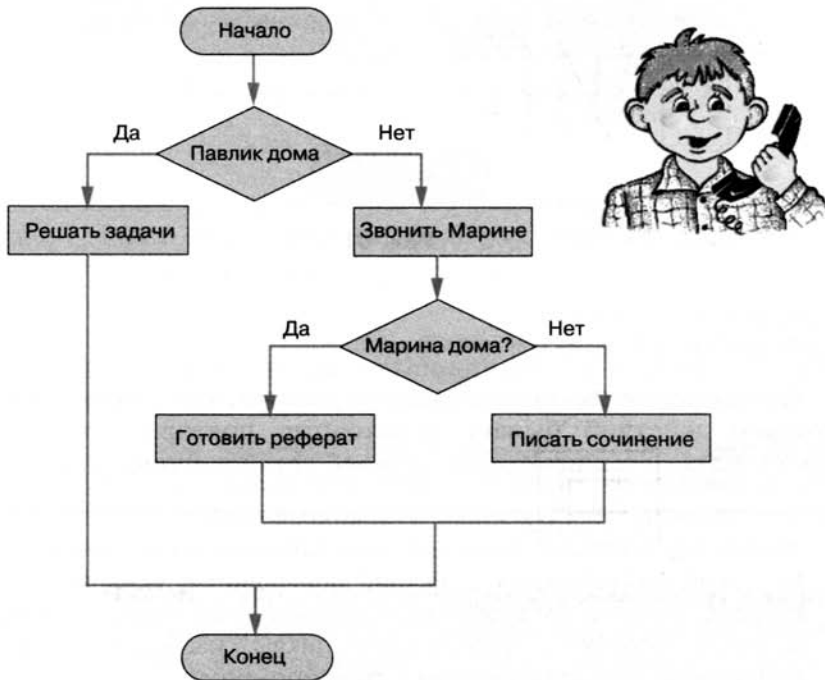 Начало
Да
Нет
Павлик дома
Решать задачи
Звонить Марине
Да
Нет
Марина дома?
Готовить реферат
Писать сочинение
Конец